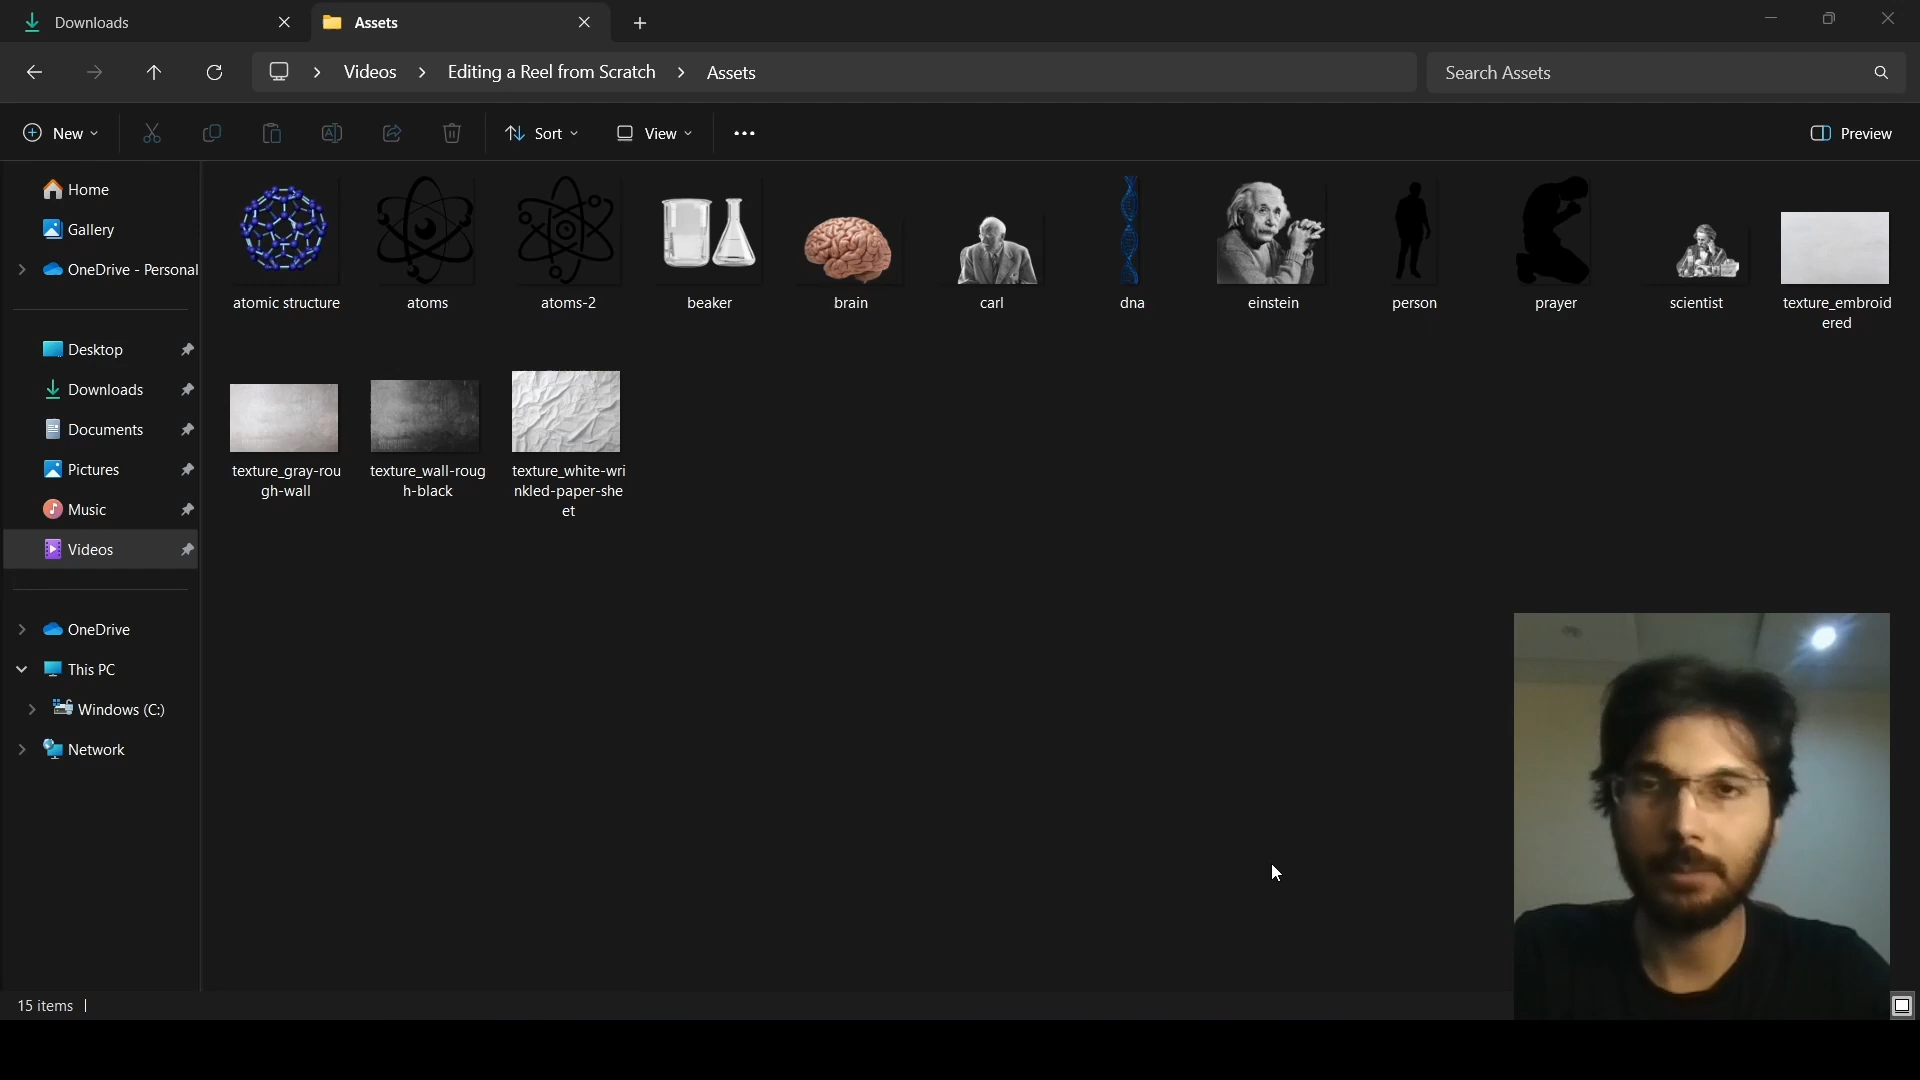 Downloads
Assets
Videos
Editing a Reel from Scratch
Assets
Search Assets
New
Sort
View
Preview
Home
Gallery
OneDrive - Personal
Desktop
Downloads
Documents
Pictures
Music
Videos
OneDrive
This PC
Windows (C:)
Network
atomic structure
atoms
atoms-2
beaker
brain
carl
dna
einstein
person
prayer
scientist
texture_embroid
ered
texture_gray-rou
gh-wall
texture_wall-roug
h-black
texture_white-wri
nkled-paper-she
et
15 items